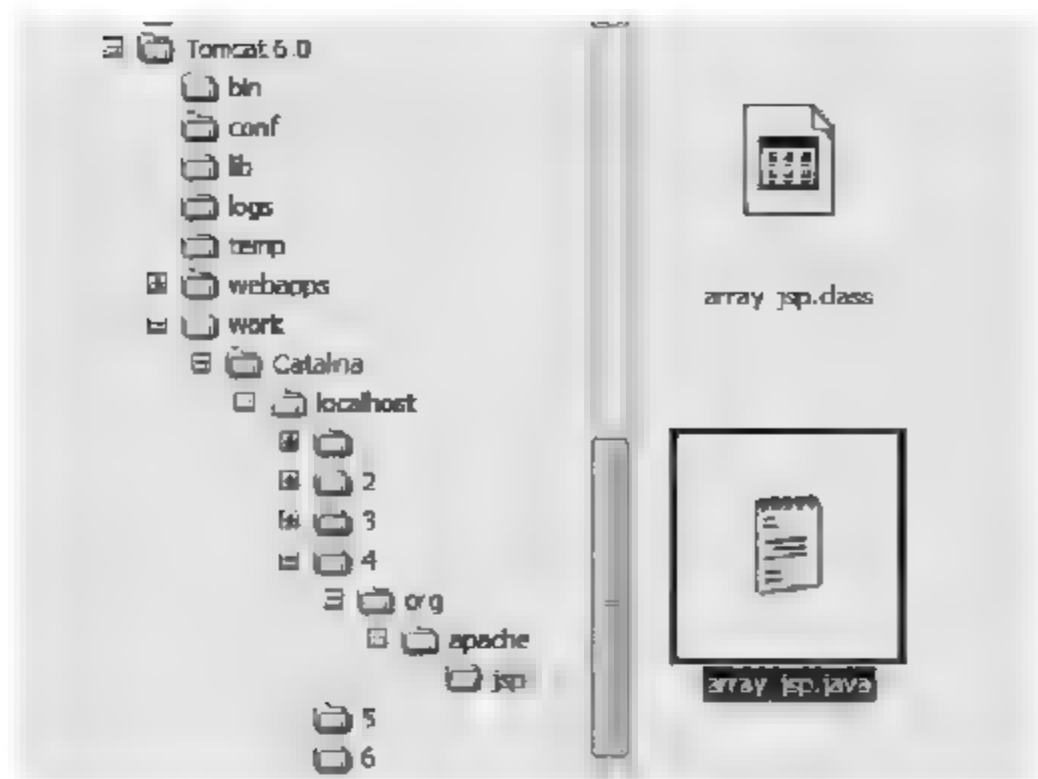 Tomcat 6.0
bin
conf
lib
logs
temp
webapps
work
Catalina
localhost
2
3
4
org
apache
jsp
5
6
array jsp.class
array jsp.java